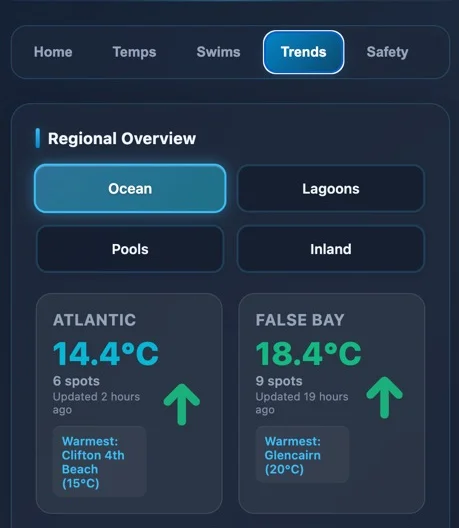 Home Temps Swims Trends Safety
Regional Overview
Ocean Lagoons
Pools Inland
ATLANTIC
14.4°C
6 spots
Updated 2 hours
ago
Warmest:
Clifton 4th
Beach
(15°C)
FALSE BAY
18.4°C
9 spots
Updated 19 hours
ago
Warmest:
Glencairn
(20°C)